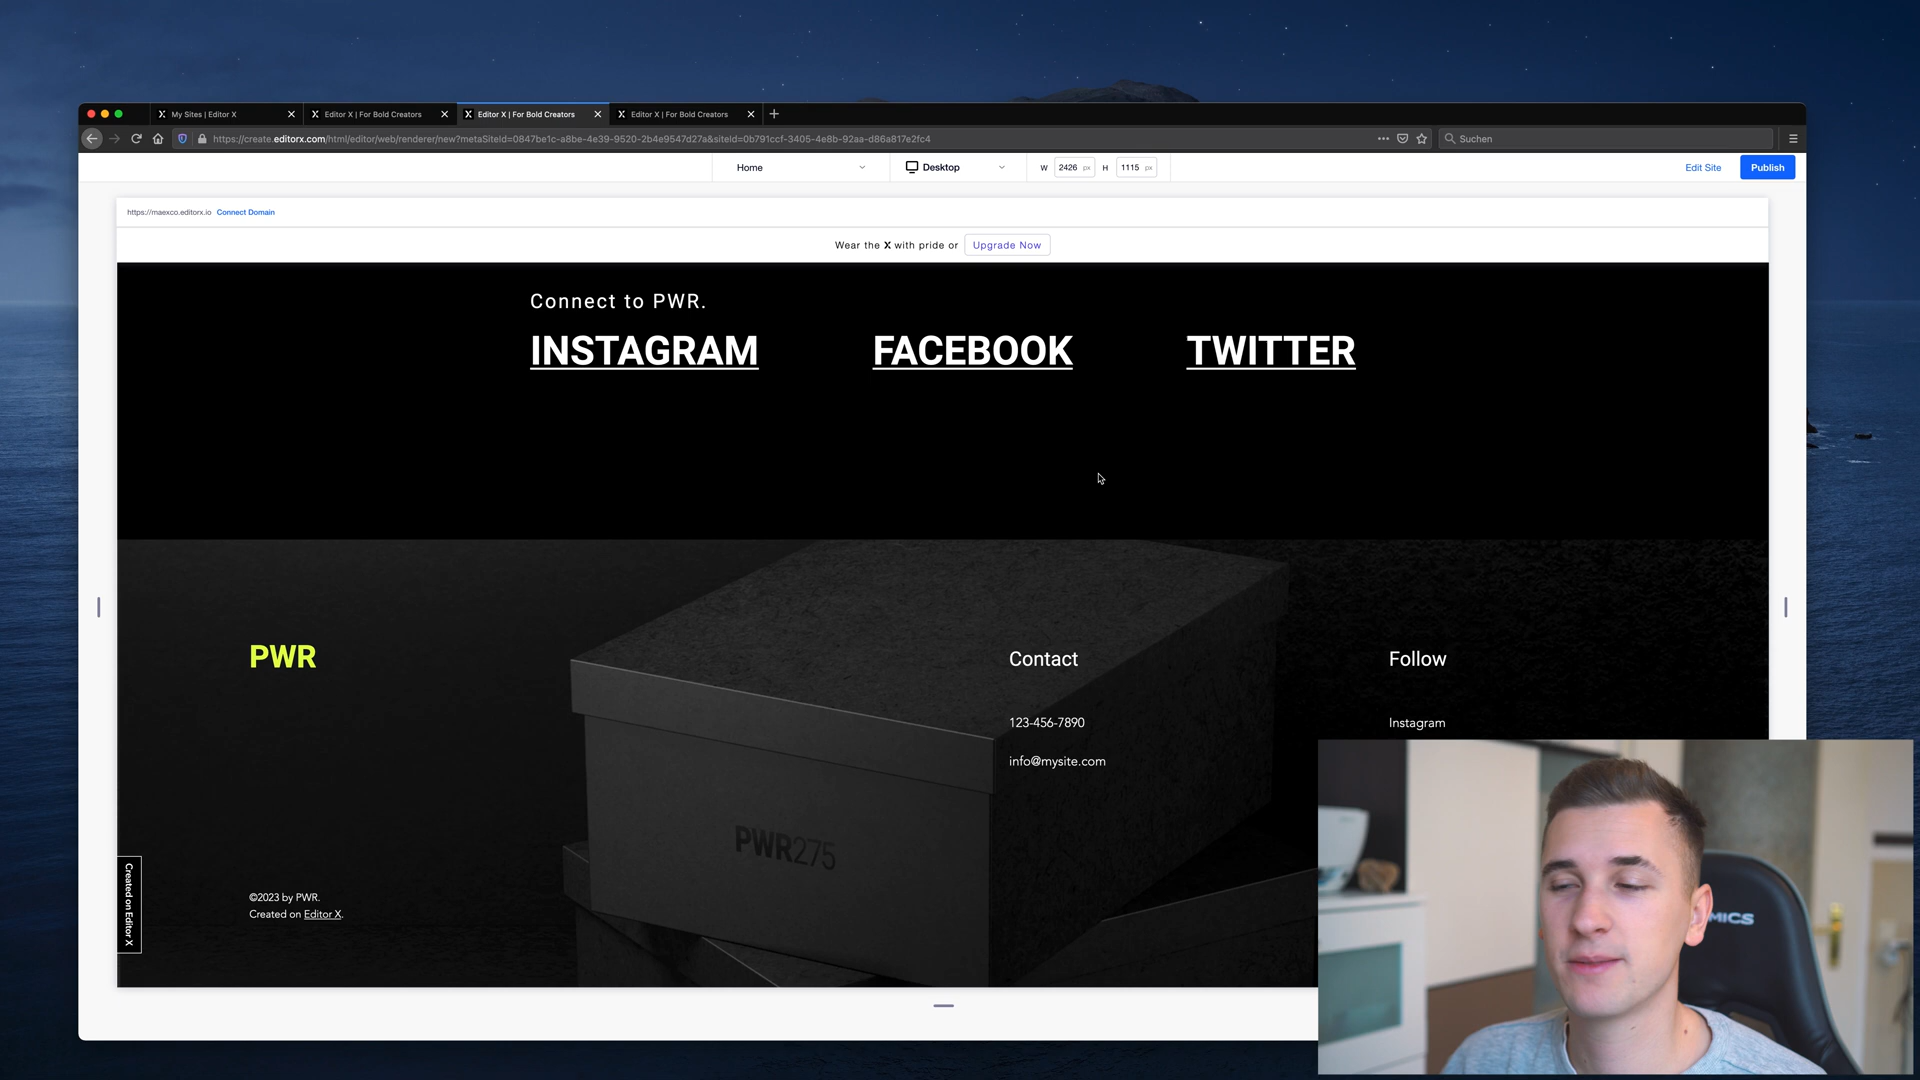 My Sites | Editor X
Editor X | For Bold Creators
Editor X | For Bold Creators
Editor X | For Bold Creators
https://create.editorx.com/html/editor/web/renderer/new?metaSiteId=0847be1c-a8be-4e39-9520-2b4e9547d27a&siteId=0b791ccf-3405-4e8b-92aa-d86a817e2fc4
Suchen
Home
Desktop
W 2426 px H 1115 px
Edit Site
Publish
https://maexco.editorx.io Connect Domain
Wear the X with pride or Upgrade Now
Connect to PWR.
INSTAGRAM FACEBOOK TWITTER
PWR
Contact
Follow
123-456-7890
Instagram
info@mysite.com
PWR275
Created on Editor X
©2023 by PWR.
Created on Editor X.
MICS